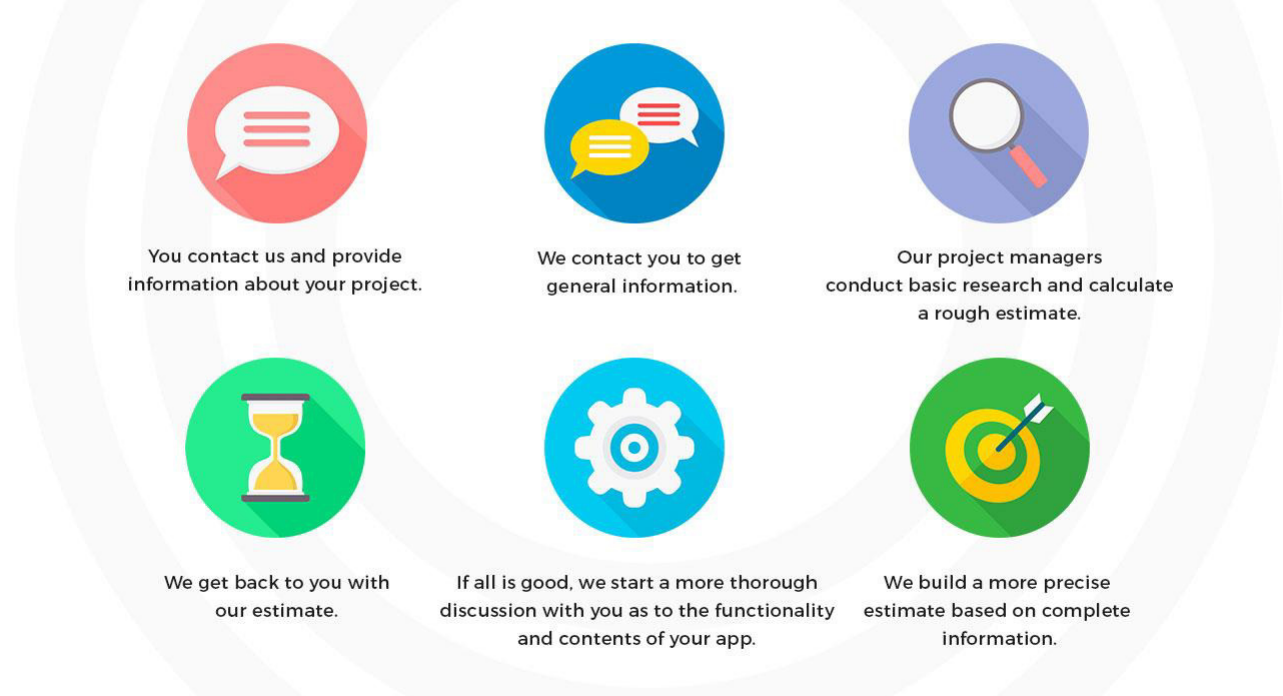 You contact us and provide
information about your project.
We contact you to get
general information.
Our project managers
conduct basic research and calculate
a rough estimate.
We get back to you with
our estimate.
If all is good, we start a more thorough
discussion with you as to the functionality
and contents of your app.
We build a more precise
estimate based on complete
information.